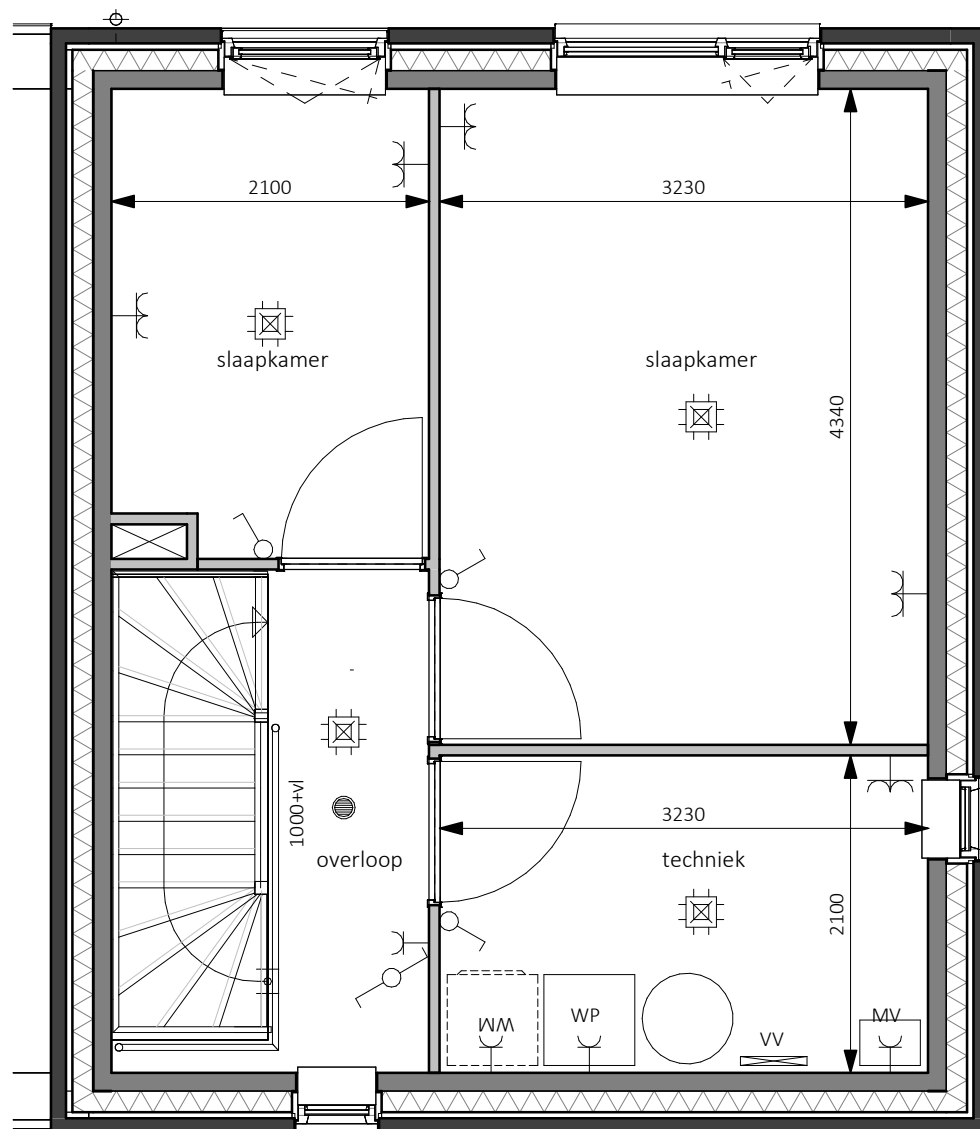 2100
3230
slaapkamer
slaapkamer
4340
1000+vl
3230
overloop
techniek
2100
WM
WP
VV
MV